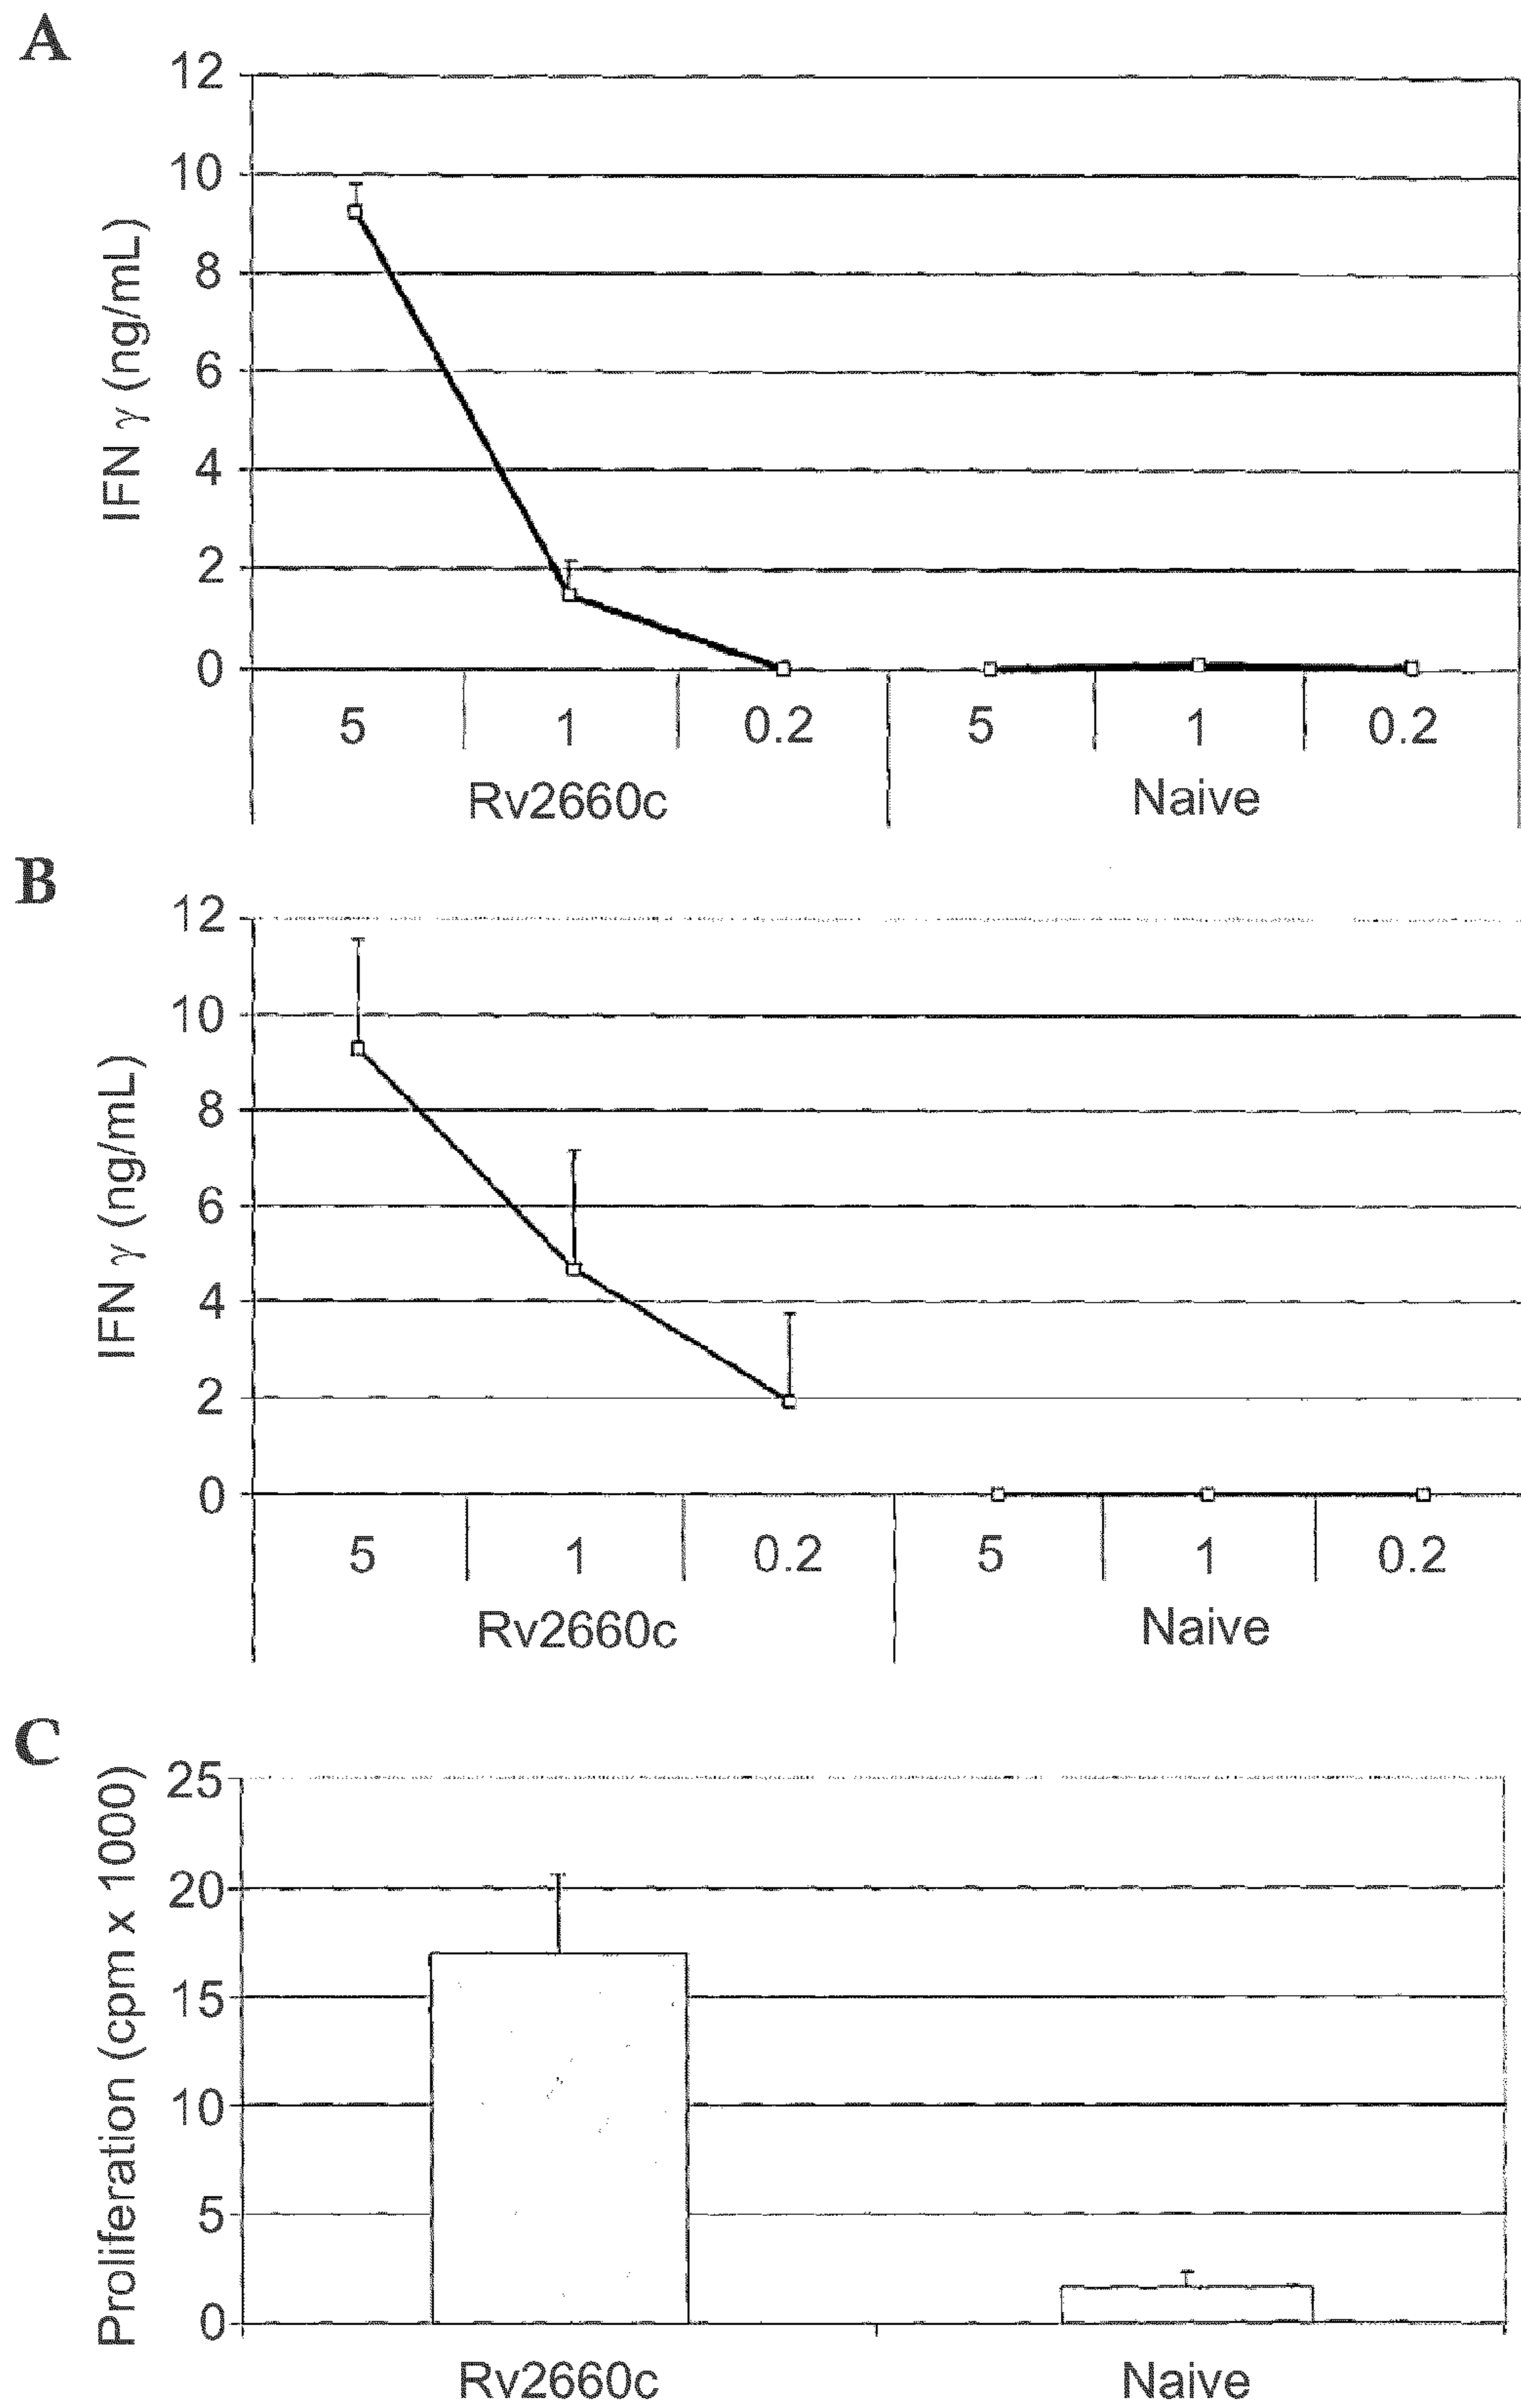 A
12
10
8
6
4
2
0
IFN γ (ng/mL)
5 1 0.2 5 1 0.2
Rv2660c Naive
B
12
10
8
6
4
2
0
IFN γ (ng/mL)
5 1 0.2 5 1 0.2
Rv2660c Naive
C
25
20
15
10
5
0
Proliferation (cpm x 1000)
Rv2660c Naive